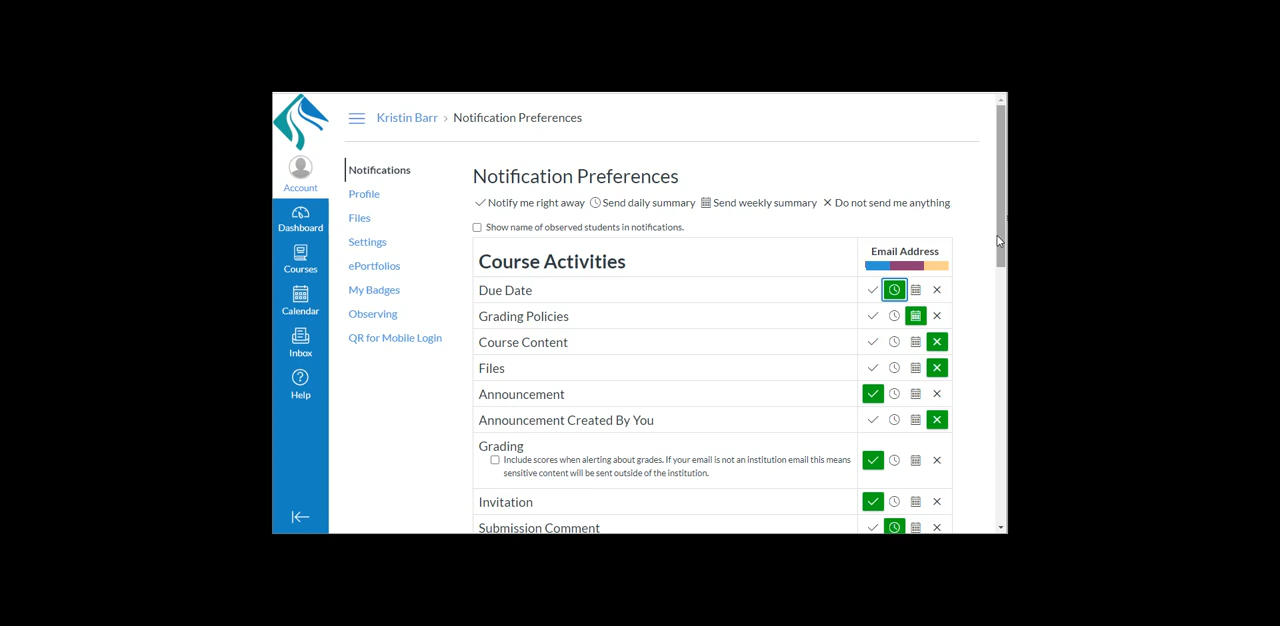 Kristin Barr › Notification Preferences
Account
Dashboard
Courses
Calendar
Inbox
Help
Notifications
Profile
Files
Settings
ePortfolios
My Badges
Observing
QR for Mobile Login
Notification Preferences
Notify me right away Send daily summary Send weekly summary Do not send me anything
Show name of observed students in notifications.
Course Activities
Email Address
Due Date
Grading Policies
Course Content
Files
Announcement
Announcement Created By You
Grading
Include scores when alerting about grades. If your email is not an institution email this means
sensitive content will be sent outside of the institution.
Invitation
Submission Comment